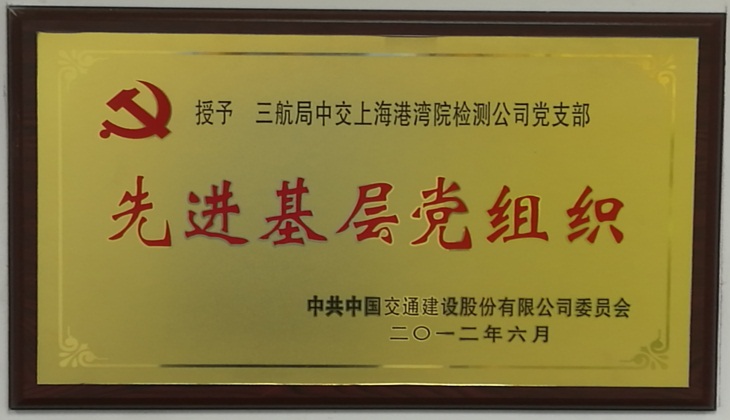 授予　三航局中交上海港湾院检测公司党支部
先进基层党组织
中共中国交通建设股份有限公司委员会
二〇一二年六月